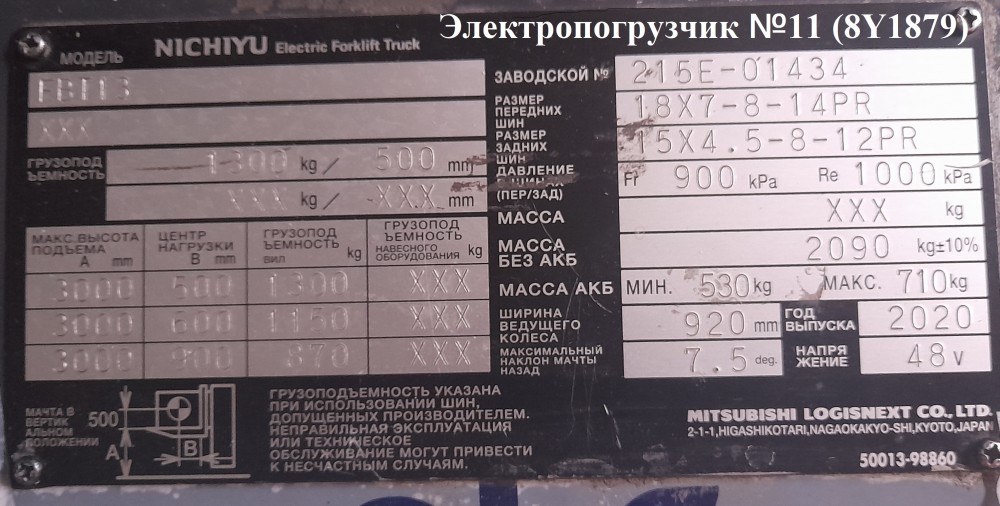 Электропогрузчик №11 (8Y1879)
МОДЕЛЬ NICHIYU Electric Forklift Truck
FBT13
XXX
ГРУЗОПОД
ЪЕМНОСТЬ
1300 kg / 500 mm
XXX kg / XXX mm
МАКС. ВЫСОТА
ПОДЪЕМА
A mm
ЦЕНТР
НАГРУЗКИ
B mm
ГРУЗОПОД
ЪЕМНОСТЬ
ВИЛ kg
ГРУЗОПОД
ЪЕМНОСТЬ
НАВЕСНОГО
ОБОРУДОВАНИЯ kg
3000 500 1300 XXX
3000 600 1150 XXX
3000 900 870 XXX
МАЧТА В
ВЕРТИК
АЛЬНОМ
ПОЛОЖЕНИИ
500
A
B
ГРУЗОПОДЪЕМНОСТЬ УКАЗАНА
ПРИ ИСПОЛЬЗОВАНИИ ШИН,
ДОПУЩЕННЫХ ПРОИЗВОДИТЕЛЕМ.
НЕПРАВИЛЬНАЯ ЭКСПЛУАТАЦИЯ
ИЛИ ТЕХНИЧЕСКОЕ
ОБСЛУЖИВАНИЕ МОГУТ ПРИВЕСТИ
К НЕСЧАСТНЫМ СЛУЧАЯМ.
ЗАВОДСКОЙ № 215E-01434
РАЗМЕР
ПЕРЕДНИХ
ШИН
18X7-8-14PR
РАЗМЕР
ЗАДНИХ
ШИН
15X4.5-8-12PR
ДАВЛЕНИЕ
В ШИНАХ
(ПЕР/ЗАД)
Fr 900 kPa Re 1000 kPa
МАССА XXX kg
МАССА
БЕЗ АКБ
2090 kg±10%
МАССА АКБ МИН. 530 kg МАКС. 710 kg
ШИРИНА
ВЕДУЩЕГО
КОЛЕСА
920 mm
ГОД
ВЫПУСКА
2020
МАКСИМАЛЬНЫЙ
НАКЛОН МАЧТЫ
НАЗАД
7.5 deg.
НАПРЯ
ЖЕНИЕ
48 V
MITSUBISHI LOGISNEXT CO., LTD.
2-1-1, HIGASHIKOTARI, NAGAOKAKYO-SHI, KYOTO, JAPAN
50013-98860